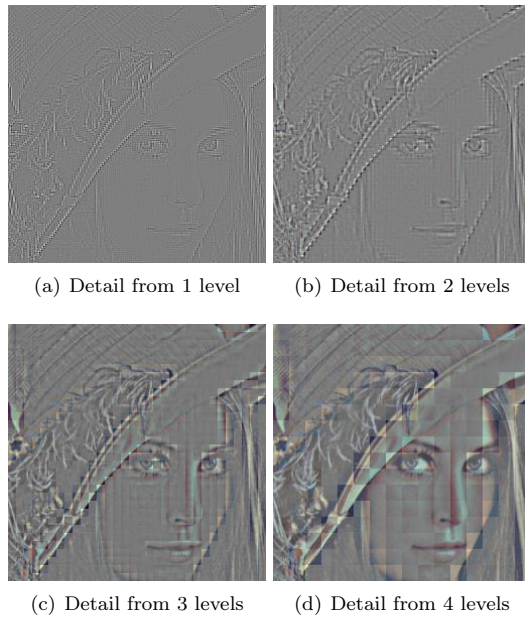 (a) Detail from 1 level
(b) Detail from 2 levels
(c) Detail from 3 levels
(d) Detail from 4 levels